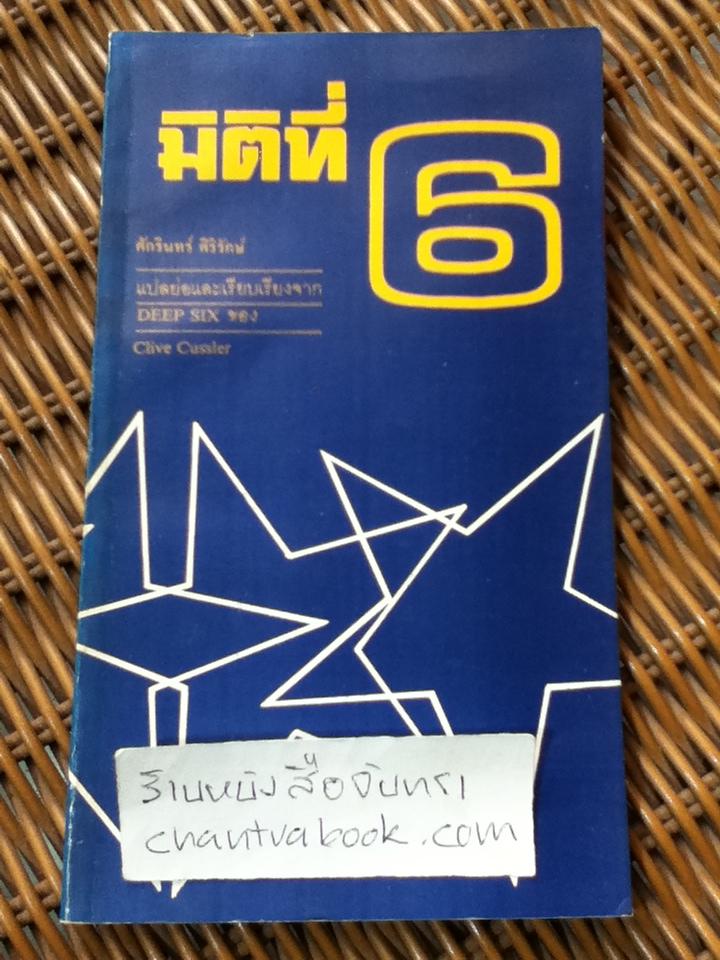 มิติที่ 6
ศักรินทร์ ศิริรักษ์
แปลย่อและเรียบเรียงจาก
DEEP SIX ของ
Clive Cussler
ร้านหนังสือจันทรา
chantrabook.com